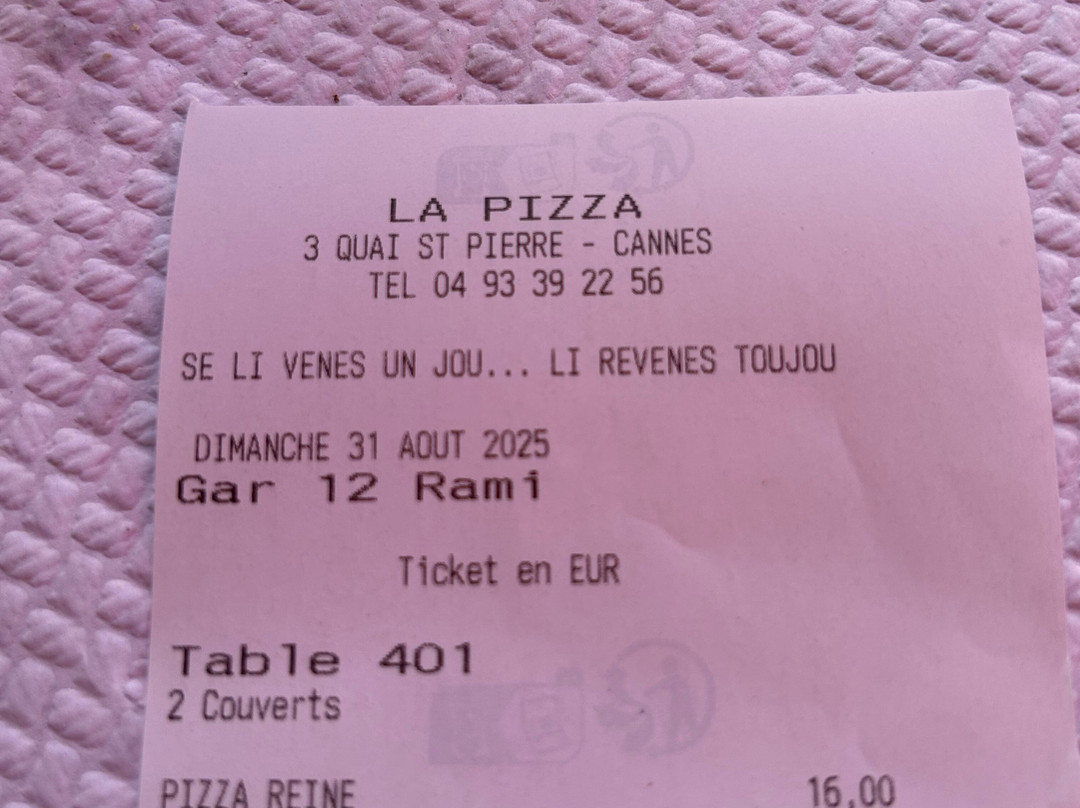 LA PIZZA
3 QUAI ST PIERRE - CANNES
TEL 04 93 39 22 56
SE LI VENES UN JOU... LI REVENES TOUJOU
DIMANCHE 31 AOUT 2025
Gar 12 Rami
Ticket en EUR
Table 401
2 Couverts
PIZZA REINE 16,00